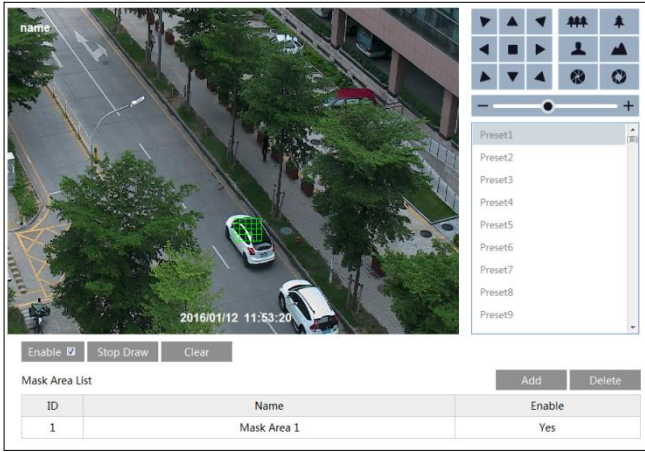 name
2016/01/12 11:53:20
Preset1
Preset2
Preset3
Preset4
Preset5
Preset6
Preset7
Preset8
Preset9
Enable Stop Draw Clear
Mask Area List Add Delete
ID Name Enable
1 Mask Area 1 Yes